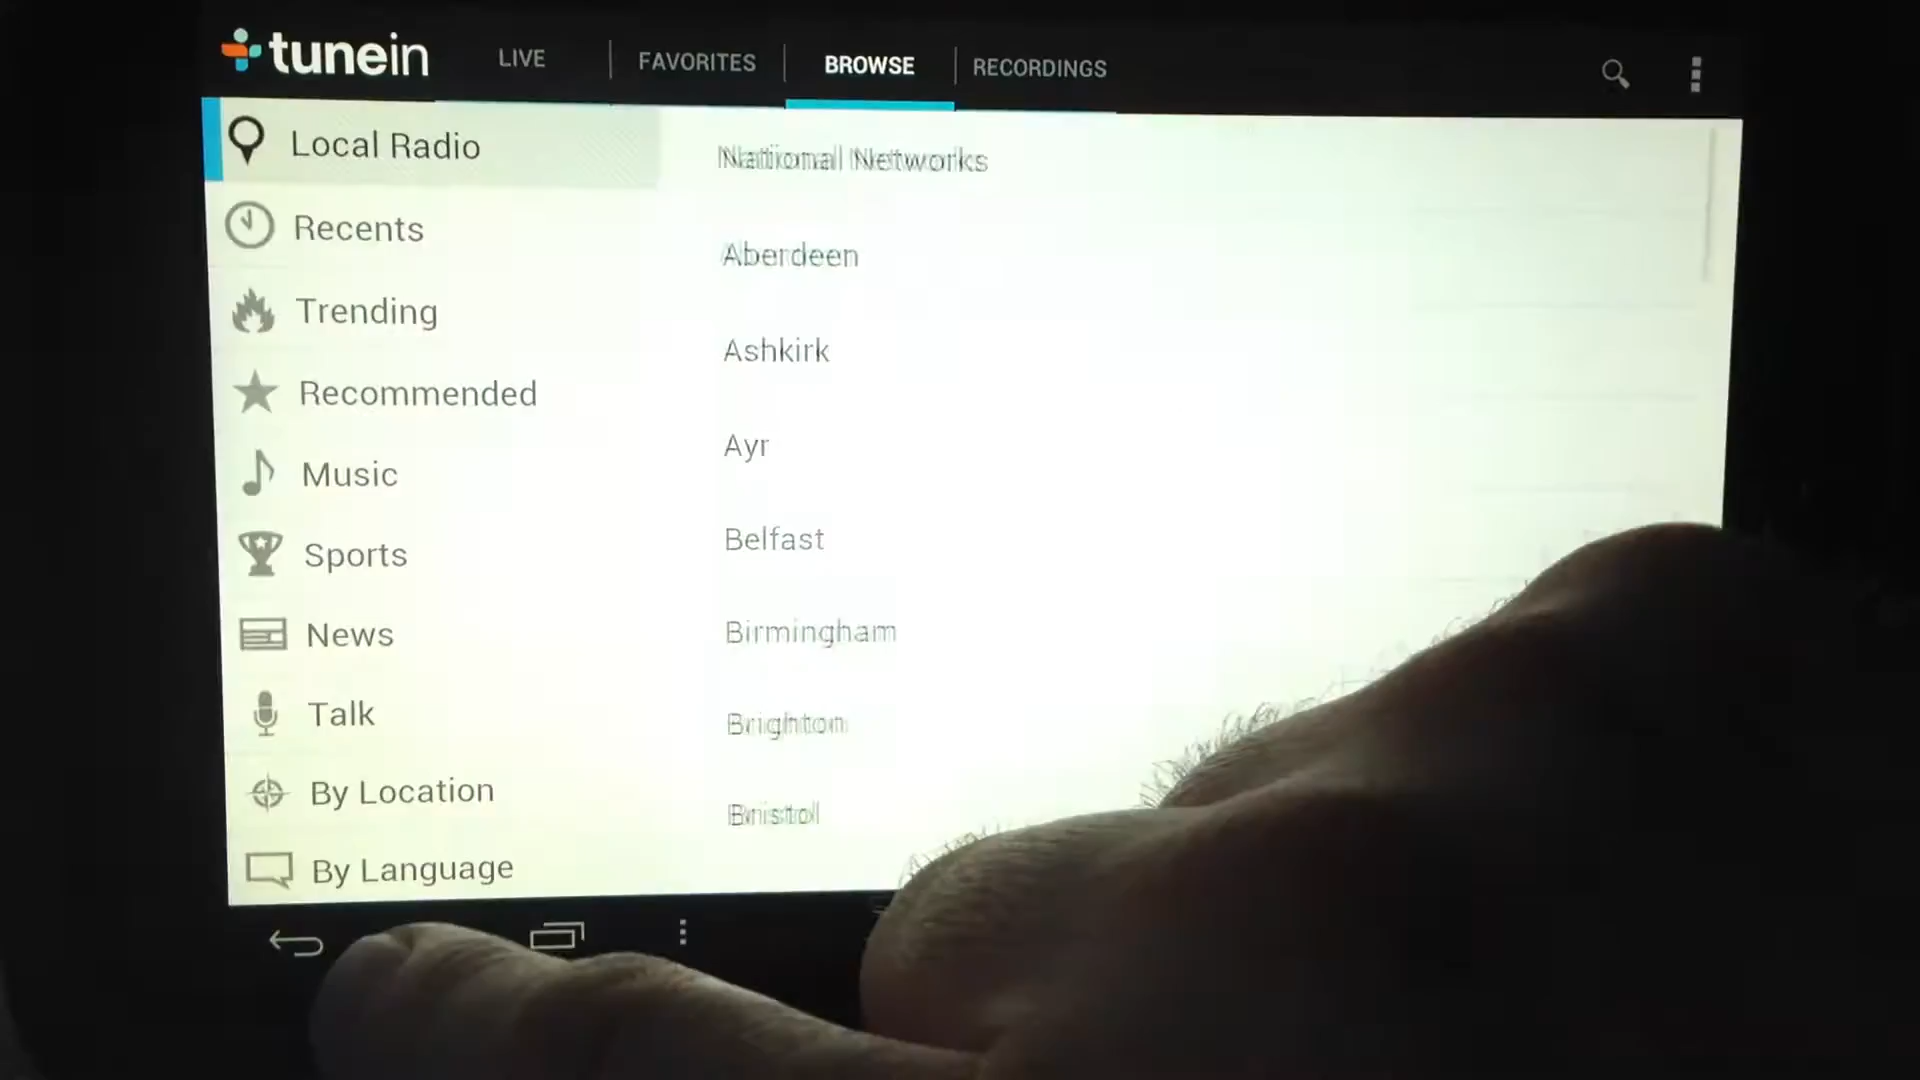 tunein
LIVE
FAVORITES
BROWSE
RECORDINGS
Local Radio
Recents
Trending
Recommended
Music
Sports
News
Talk
By Location
By Language
National Networks
Aberdeen
Ashkirk
Ayr
Belfast
Birmingham
Brighton
Bristol